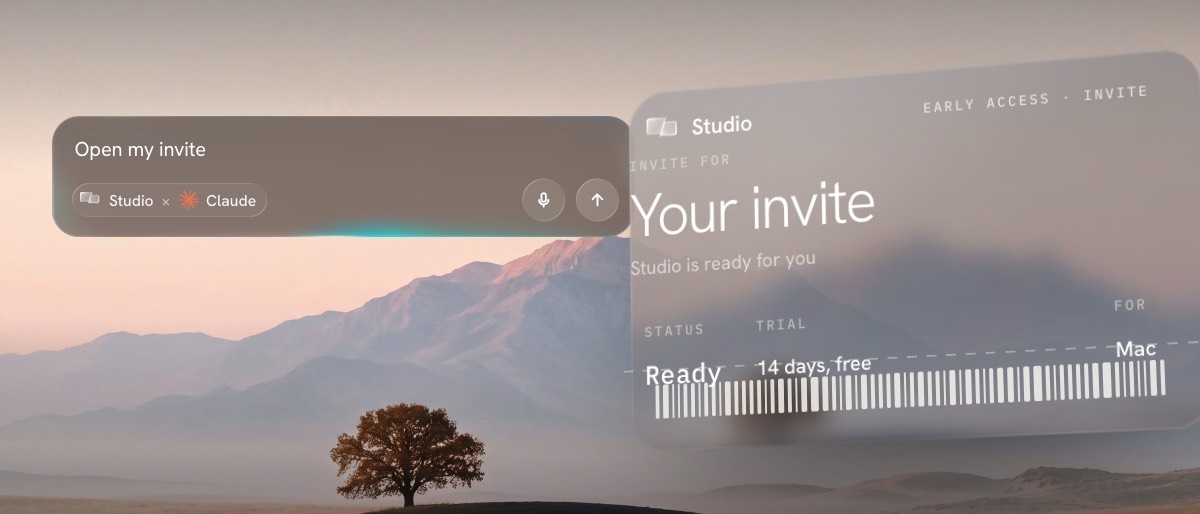 Open my invite
Studio × Claude
Studio
EARLY ACCESS · INVITE
INVITE FOR
Your invite
Studio is ready for you
STATUS
TRIAL
FOR
Ready
14 days, free
Mac